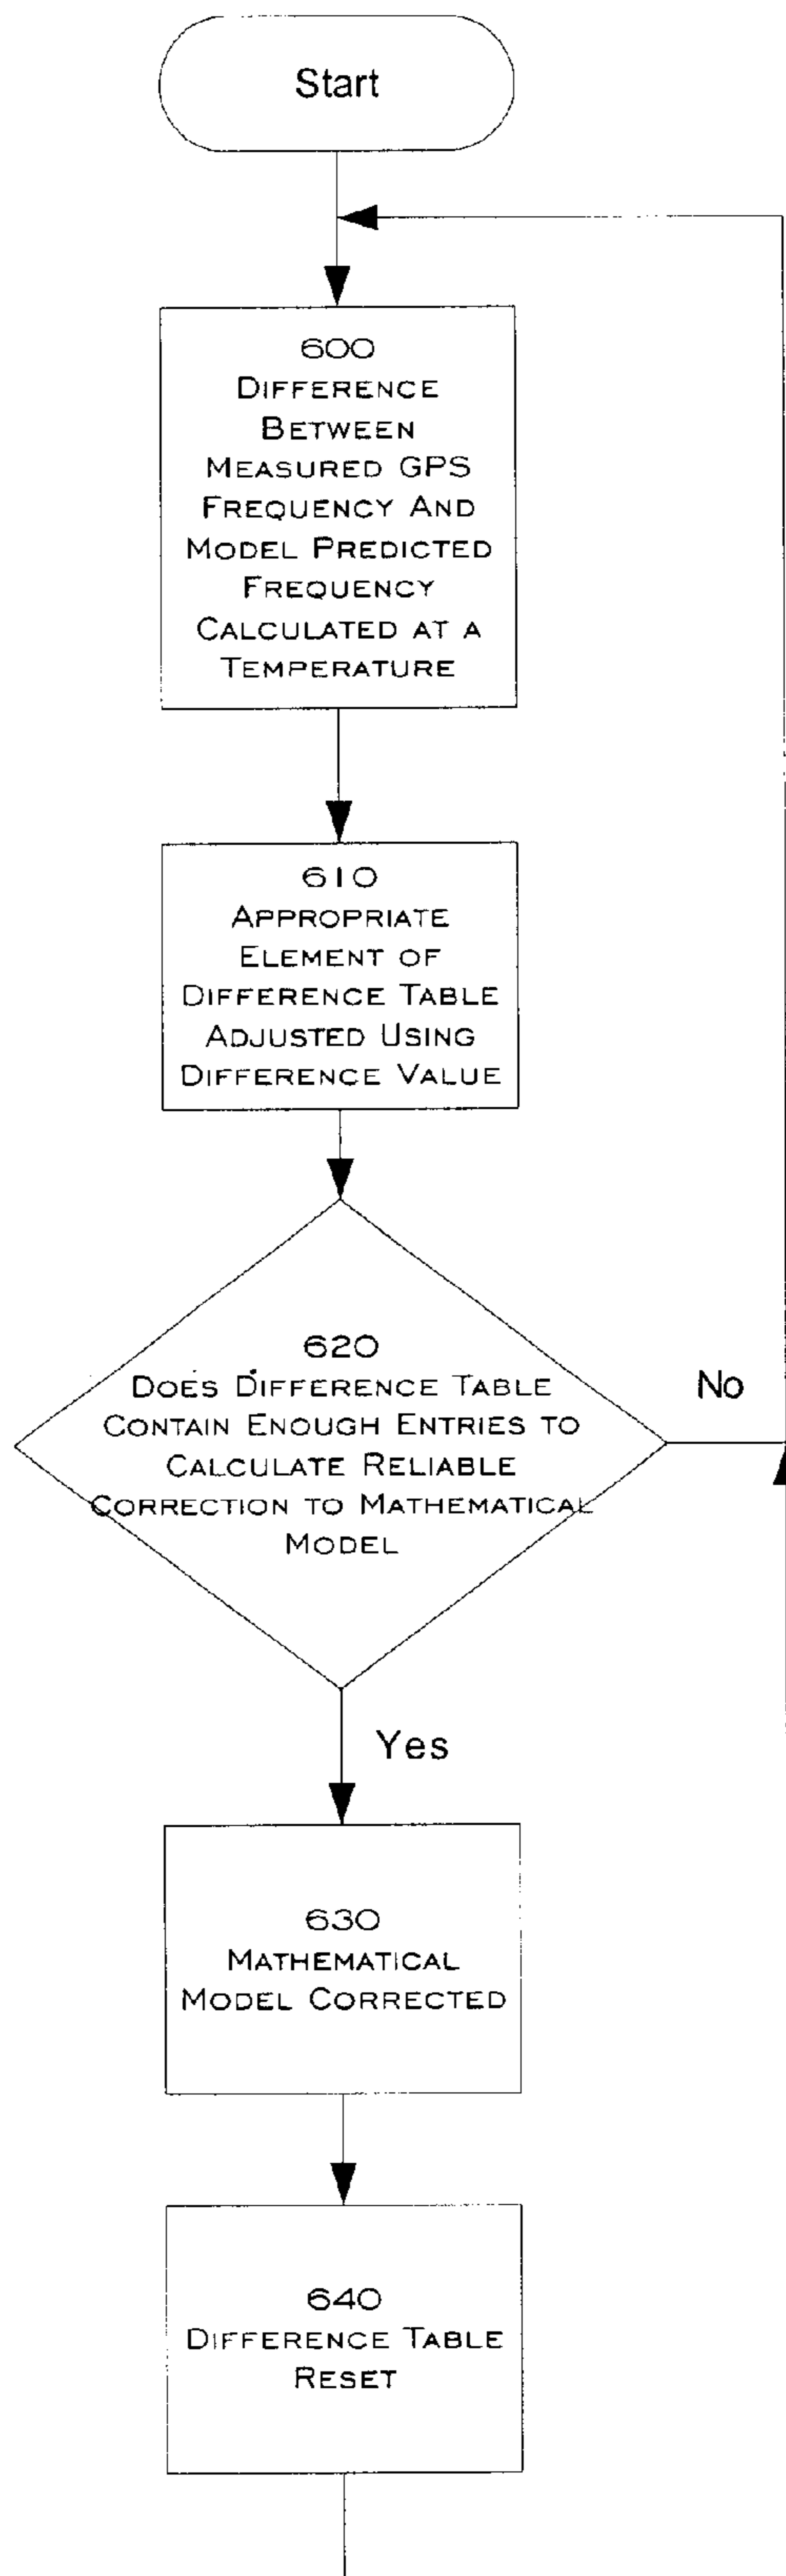 Start
600
DIFFERENCE
BETWEEN
MEASURED GPS
FREQUENCY AND
MODEL PREDICTED
FREQUENCY
CALCULATED AT A
TEMPERATURE
610
APPROPRIATE
ELEMENT OF
DIFFERENCE TABLE
ADJUSTED USING
DIFFERENCE VALUE
620
DOES DIFFERENCE TABLE
CONTAIN ENOUGH ENTRIES TO
CALCULATE RELIABLE
CORRECTION TO MATHEMATICAL
MODEL
No
Yes
630
MATHEMATICAL
MODEL CORRECTED
640
DIFFERENCE TABLE
RESET